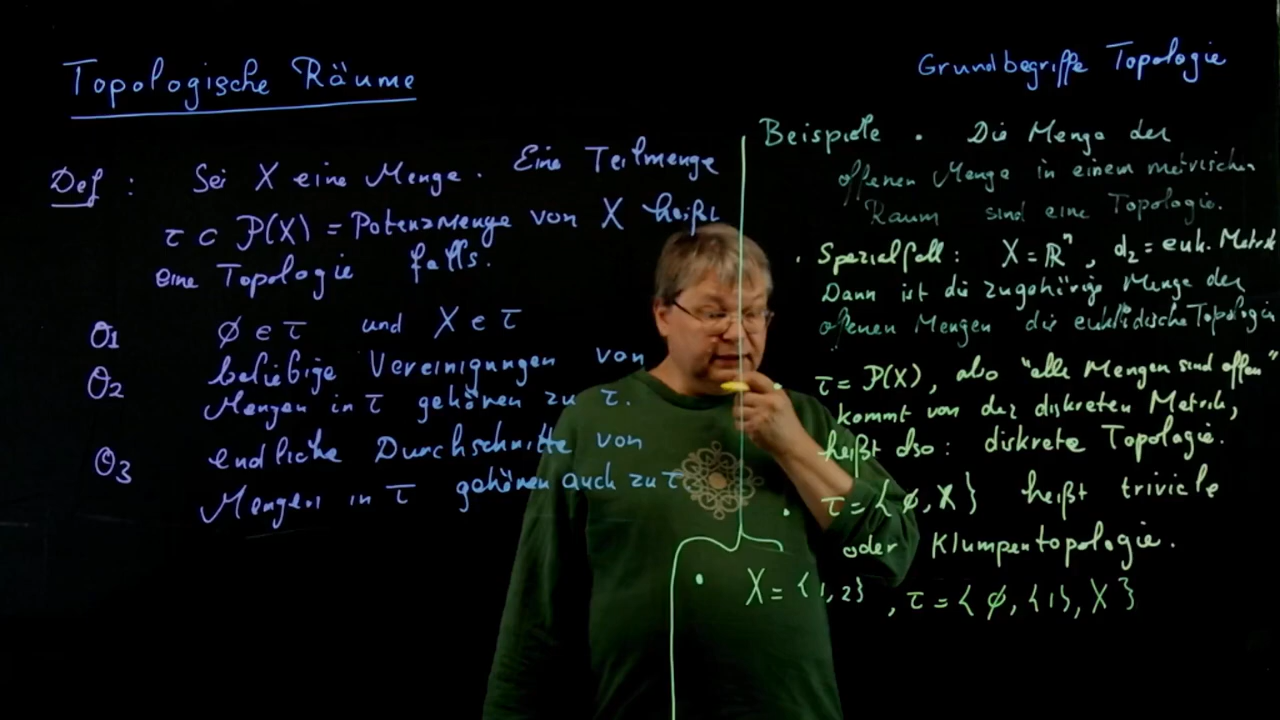 Topologische Räume
Def : Sei X eine Menge. Eine Teilmenge
τ ⊂ P(X) = Potenzmenge von X heißt
eine Topologie falls.
O1 ∅ ∈ τ und X ∈ τ
O2 beliebige Vereinigungen von
Mengen in τ gehören zu τ.
O3 endliche Durchschnitte von
Mengen in τ gehören auch zu τ
Grundbegriffe Topologie
Beispiele • Die Menge der
offenen Menge in einem metrischen
Raum sind eine Topologie.
• Spezialfall : X = ℝⁿ, d₂ = euk. Metrik
Dann ist die zugehörige Menge der
offenen Mengen die euklidische Topologie
• τ = P(X), also "alle Mengen sind offen"
kommt von der diskreten Metrik,
heißt also : diskrete Topologie.
• τ = {∅, X} heißt triviale
oder Klumpentopologie.
• X = {1,2}, τ = {∅, {1}, X}